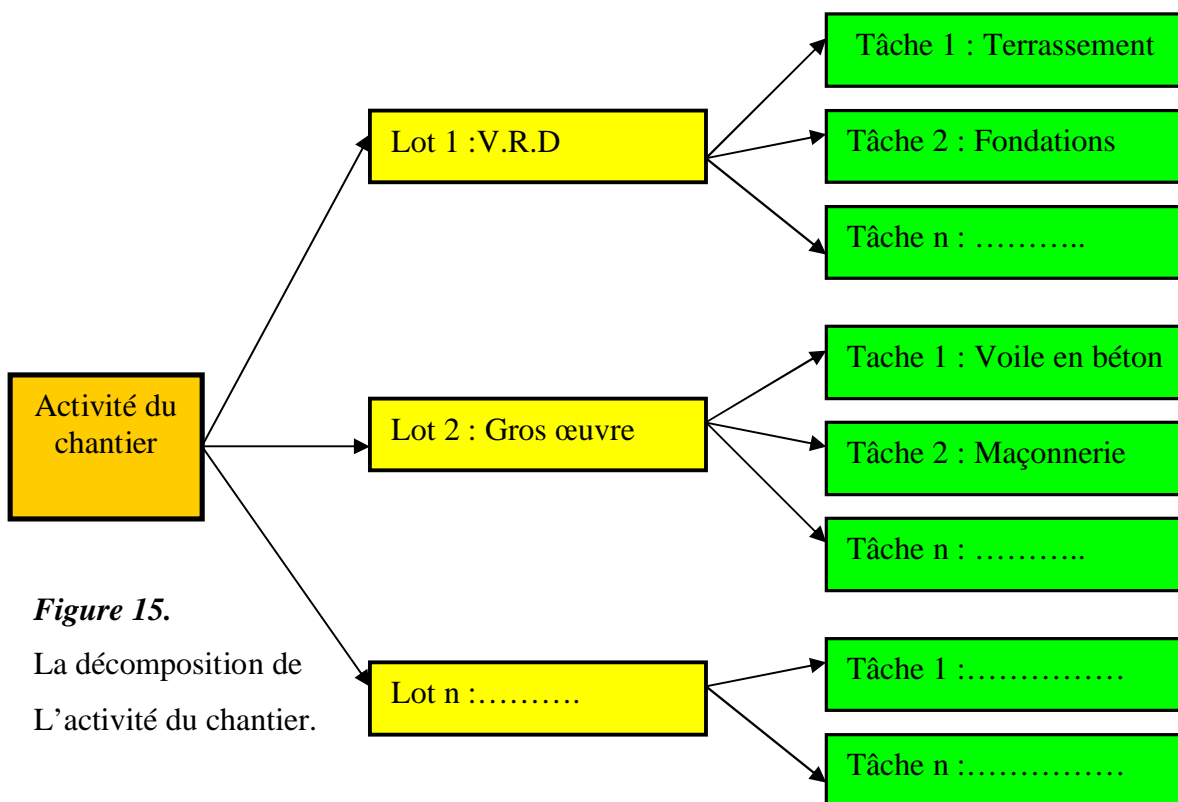 Tâche 1 : Terrassement
Lot 1 :V.R.D
Tâche 2 : Fondations
Tâche n : ………..
Activité du
chantier
Lot 2 : Gros œuvre
Tache 1 : Voile en béton
Tâche 2 : Maçonnerie
Tâche n : ………..
Figure 15.
La décomposition de
L’activité du chantier.
Lot n :……….
Tâche 1 :……………
Tâche n :……………